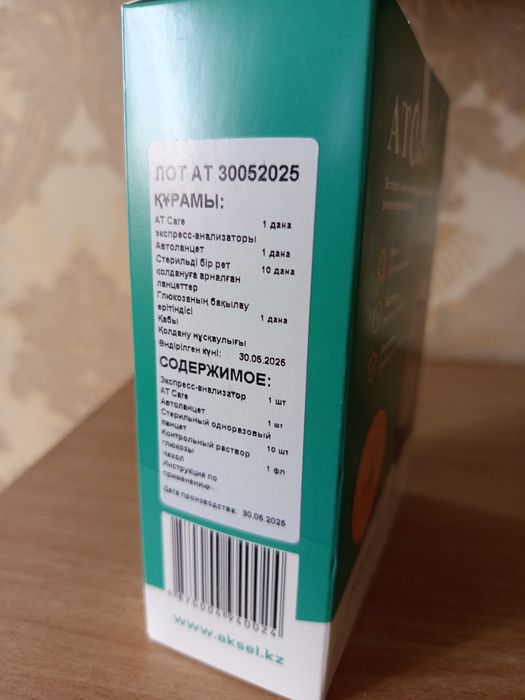 ЛОТ АТ 30052025
ҚҰРАМЫ:
AT Care 1 дана
экспресс-анализаторы
Автоланцет 1 дана
Стерильді бір рет 10 дана
қолдануға арналған
ланцеттер
Глюкозаның бақылау
ерітіндісі 1 дана
Қабы
Қолдану нұсқаулығы
Өндірілген күні: 30.05.2025
СОДЕРЖИМОЕ:
Экспресс-анализатор 1 шт
AT Care
Автоланцет 1 шт
Стерильный одноразовый
ланцет 10 шт
Контрольный раствор
глюкозы 1 фл
Чехол
Инструкция по
применению
Дата производства: 30.05.2025
4870004940024
www.aksel.kz